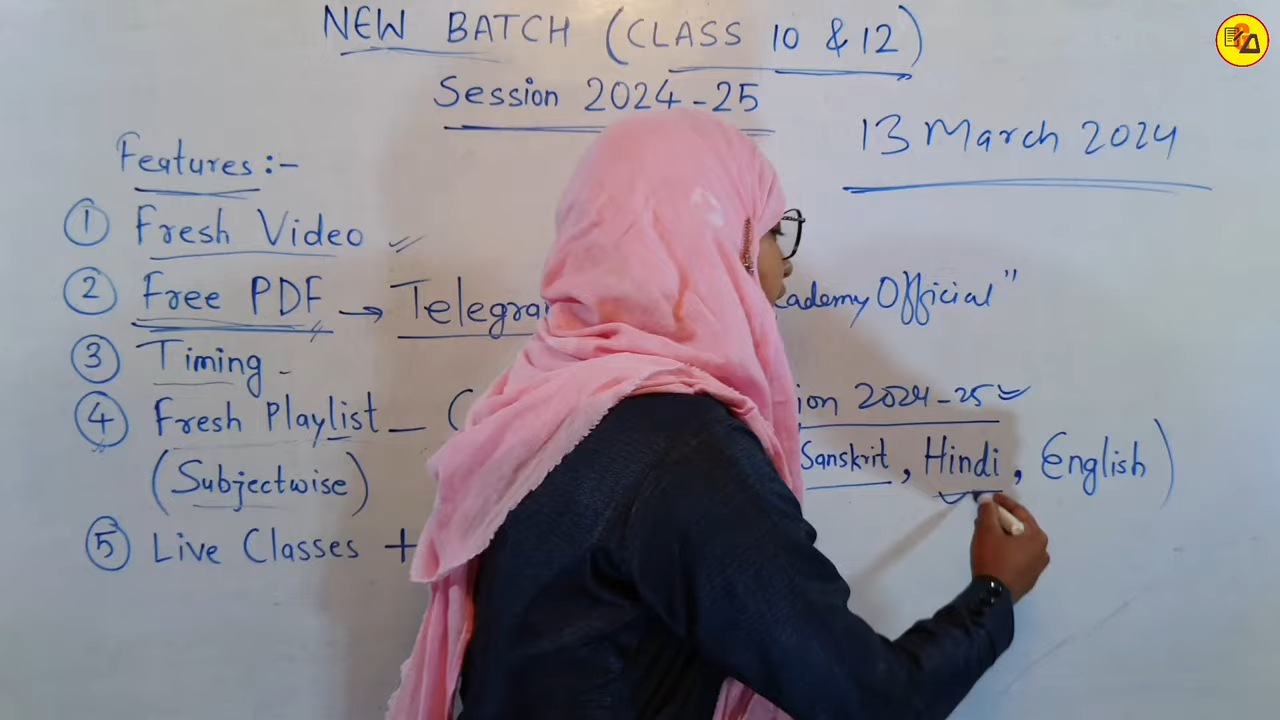 NEW BATCH (CLASS 10 & 12)
Session 2024-25
13 March 2024
Features:-
① Fresh Video
② Free PDF → Telegra ademy Official"
③ Timing -
④ Fresh Playlist - ( ion 2024-25
(Subjectwise) Sanskrit, Hindi, English)
⑤ Live Classes +